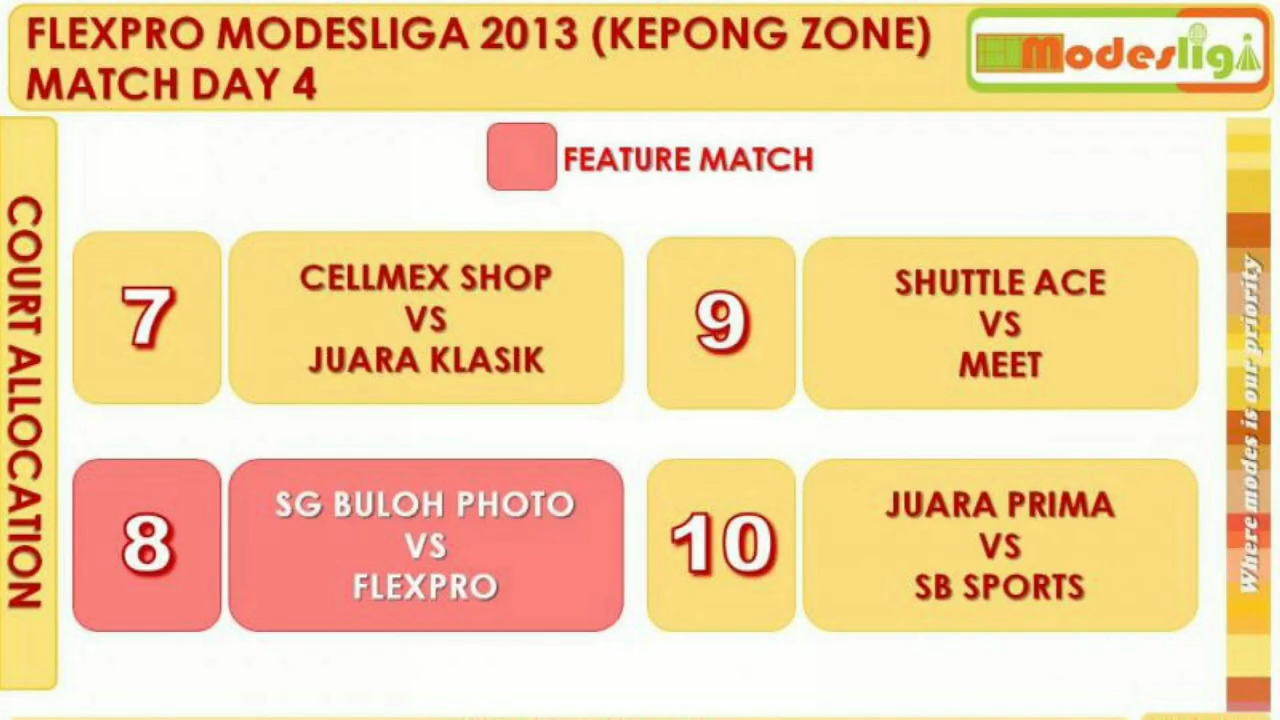 FLEXPRO MODESLIGA 2013 (KEPONG ZONE)
MATCH DAY 4
Modesliga
FEATURE MATCH
COURT ALLOCATION
7
CELLMEX SHOP
VS
JUARA KLASIK
9
SHUTTLE ACE
VS
MEET
8
SG BULOH PHOTO
VS
FLEXPRO
10
JUARA PRIMA
VS
SB SPORTS
Where modes is our priority